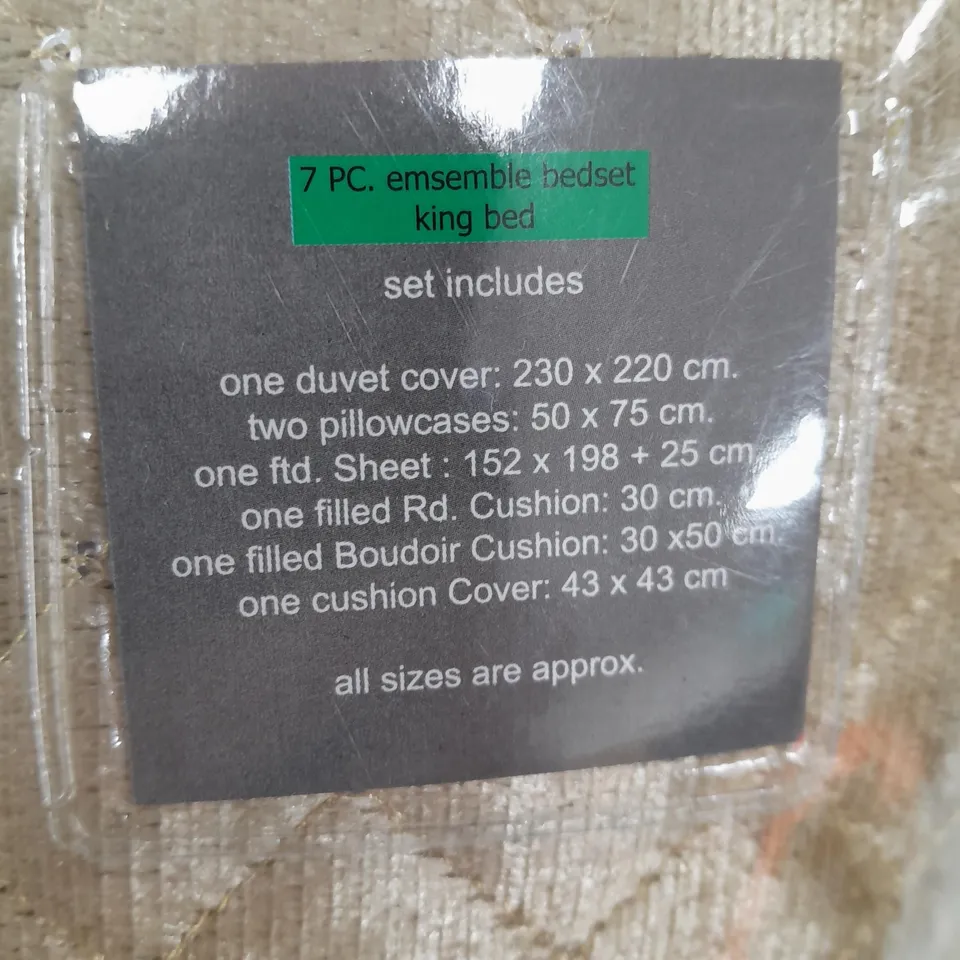 7 PC. emsemble bedset
king bed
set includes
one duvet cover: 230 x 220 cm.
two pillowcases: 50 x 75 cm.
one ftd. Sheet : 152 x 198 + 25 cm
one filled Rd. Cushion: 30 cm.
one filled Boudoir Cushion: 30 x50 cm
one cushion Cover: 43 x 43 cm
all sizes are approx.